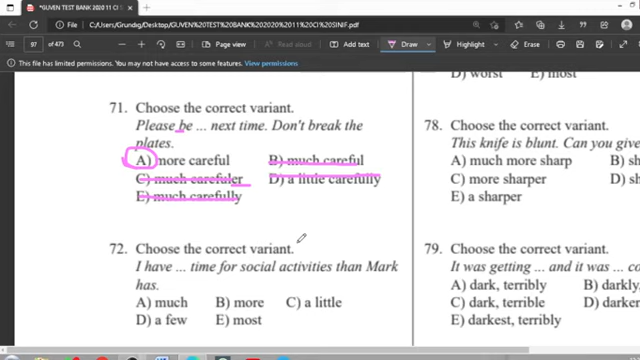 *GUVEN TEST BANK 2020 11 CI S
File | C:/Users/Grundig/Desktop/GUVEN%20TEST%20BANK%202020%2011%20CI%20SINIF.pdf
97 of 473
Page view
Read aloud
Add text
Draw
Highlight
Erase
This file has limited permissions. You may not have access to some features. View permissions
71. Choose the correct variant.
Please be ... next time. Don't break the
plates.
A) more careful B) much careful
C) much carefuler D) a little carefully
E) much carefully
72. Choose the correct variant.
I have ... time for social activities than Mark
has.
A) much B) more C) a little
D) a few E) most
D) worst E) most
78. Choose the correct
This knife is blunt. Can you give
A) much more sharp B) sh
C) more sharper D) sh
E) a sharper
79. Choose the correct
It was getting ... and it was ... co
A) dark, terribly B) darkly,
C) dark, terrible D) darker
E) darkest, terribly